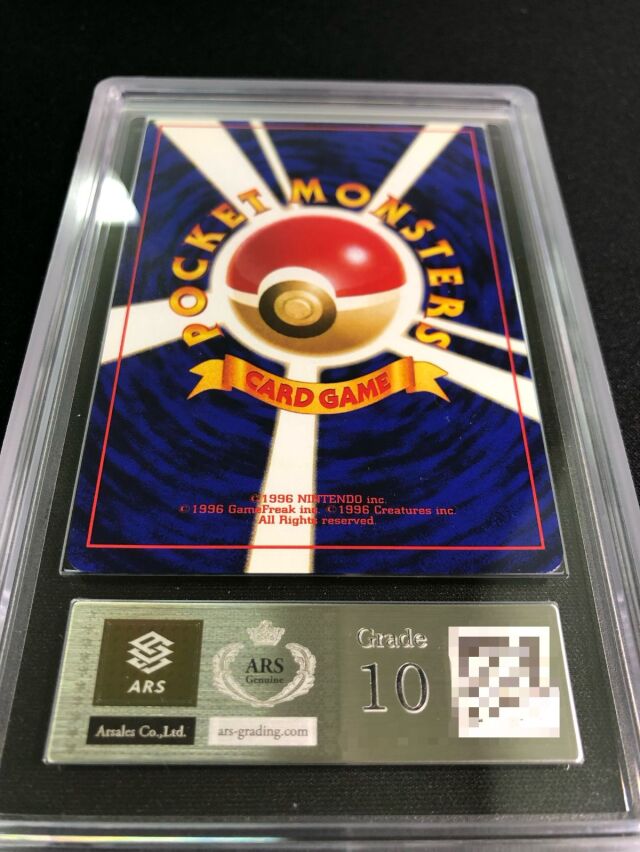 POCKET MONSTERS
CARD GAME
©1996 NINTENDO inc.
©1996 GameFreak inc. ©1996 Creatures inc.
All Rights reserved.
ARS
ARS
Genuine
Grade
10
Arsales Co.,Ltd.
ars-grading.com